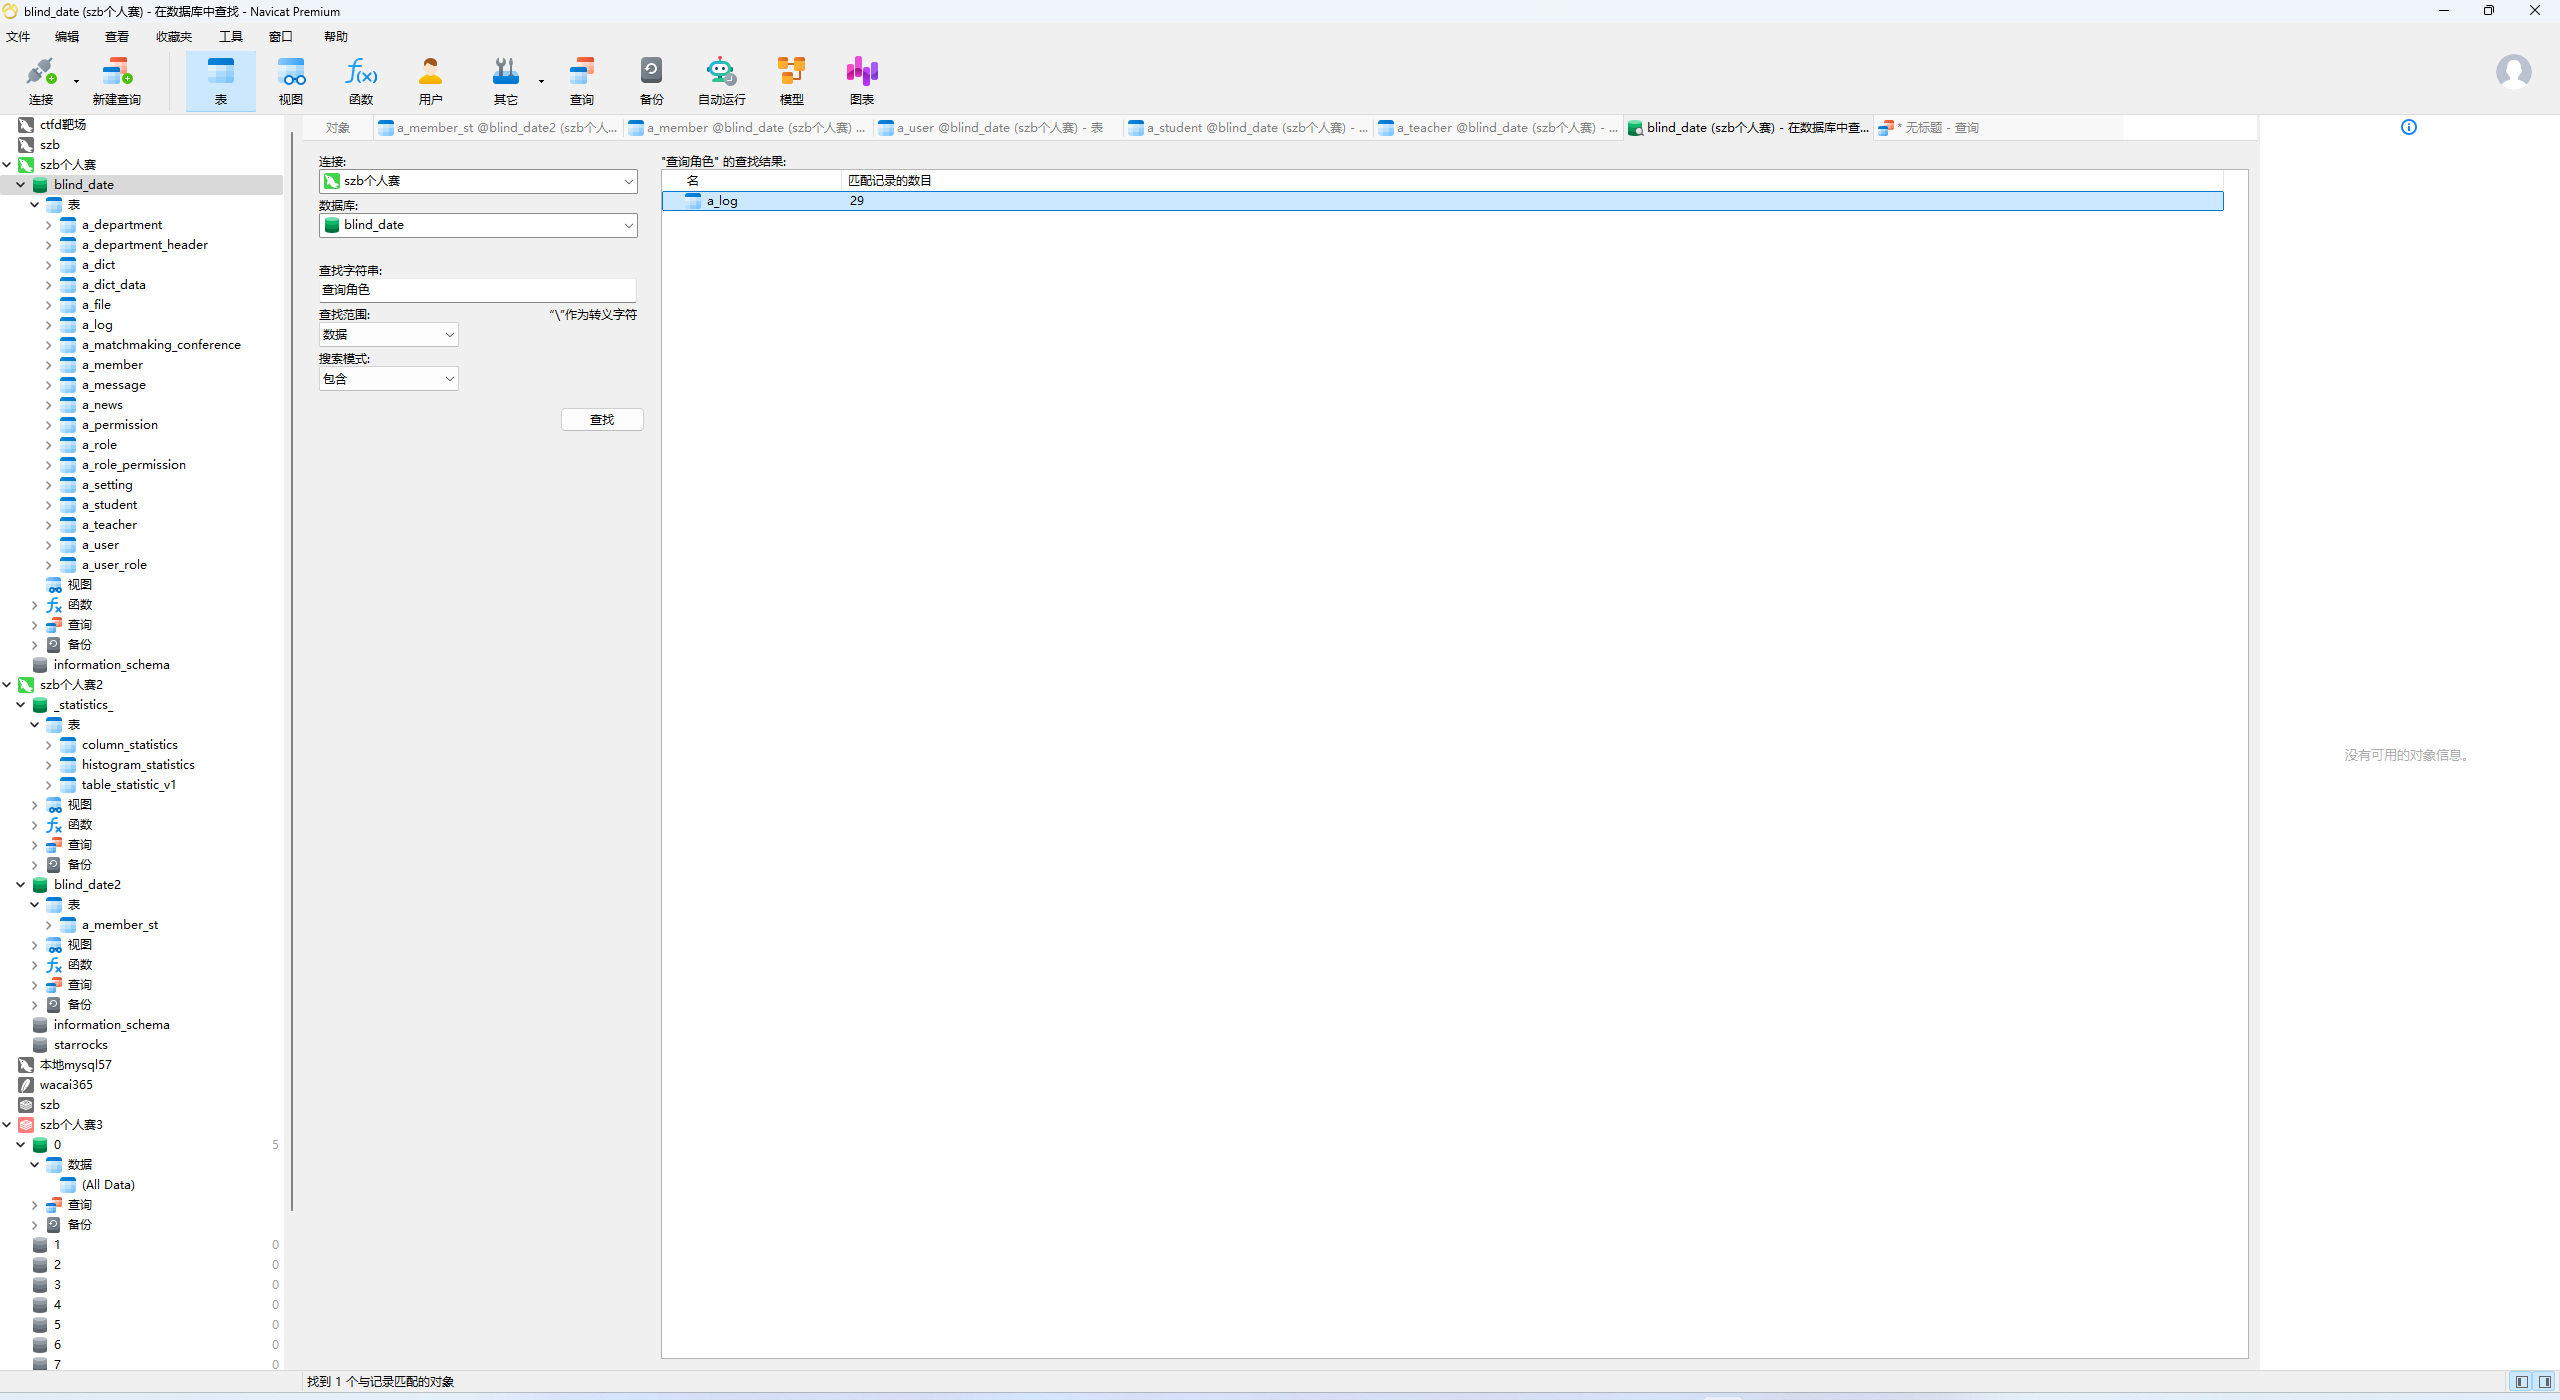 blind_date (szb个人赛) - 在数据库中查找 - Navicat Premium
文件 编辑 查看 收藏夹 工具 窗口 帮助
连接 新建查询 表 视图 函数 用户 其它 查询 备份 自动运行 模型 图表
对象 a_member_st @blind_date2 (szb个人... a_member @blind_date (szb个人赛) ... a_user @blind_date (szb个人赛) - 表 a_student @blind_date (szb个人赛) - ... a_teacher @blind_date (szb个人赛) - ... blind_date (szb个人赛) - 在数据库中查... * 无标题 - 查询
ctfd靶场
szb
szb个人赛
blind_date
表
a_department
a_department_header
a_dict
a_dict_data
a_file
a_log
a_matchmaking_conference
a_member
a_message
a_news
a_permission
a_role
a_role_permission
a_setting
a_student
a_teacher
a_user
a_user_role
视图
函数
查询
备份
information_schema
szb个人赛2
_statistics_
表
column_statistics
histogram_statistics
table_statistic_v1
视图
函数
查询
备份
blind_date2
表
a_member_st
视图
函数
查询
备份
information_schema
starrocks
本地mysql57
wacai365
szb
szb个人赛3
0 5
数据
(All Data)
查询
备份
1 0
2 0
3 0
4 0
5 0
6 0
7 0
连接:
szb个人赛
数据库:
blind_date
查找字符串:
查询角色
查找范围: “\”作为转义字符
数据
搜索模式:
包含
查找
"查询角色" 的查找结果:
名 匹配记录的数目
a_log 29
没有可用的对象信息。
找到 1 个与记录匹配的对象